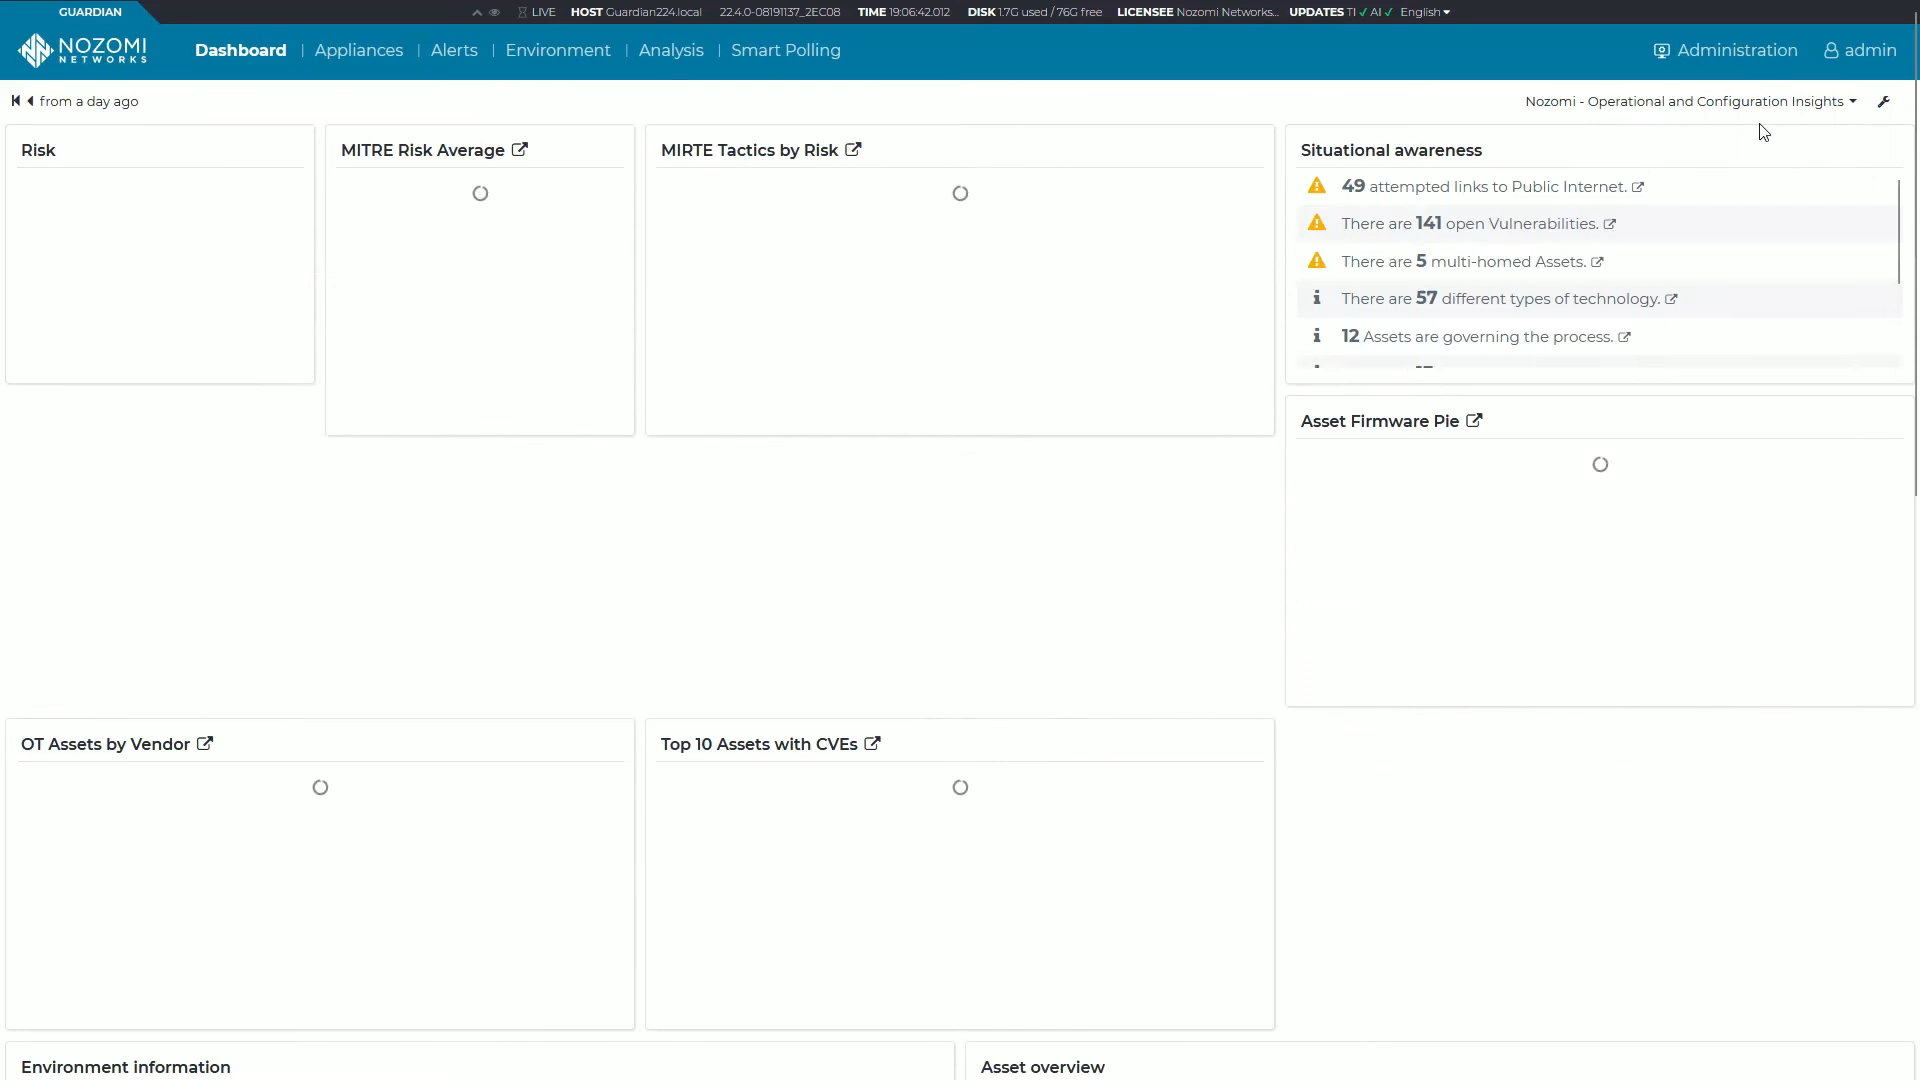 GUARDIAN
LIVE HOST Guardian224.local 22.4.0-08191137_2EC08 TIME 19:06:42.012 DISK 1.7G used / 76G free LICENSEE Nozomi Networks... UPDATES TI ✓ AI ✓ English
NOZOMI NETWORKS
Dashboard | Appliances | Alerts | Environment | Analysis | Smart Polling
Administration admin
from a day ago
Nozomi - Operational and Configuration Insights
Risk
MITRE Risk Average
MIRTE Tactics by Risk
Situational awareness
49 attempted links to Public Internet.
There are 141 open Vulnerabilities.
There are 5 multi-homed Assets.
There are 57 different types of technology.
12 Assets are governing the process.
Asset Firmware Pie
OT Assets by Vendor
Top 10 Assets with CVEs
Environment information
Asset overview